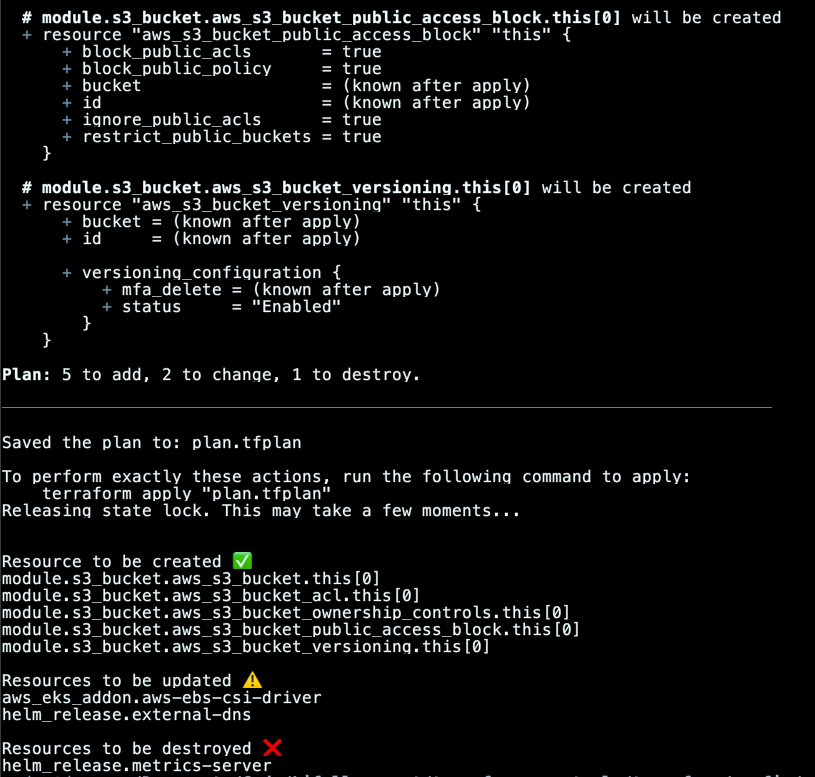 # module.s3_bucket.aws_s3_bucket_public_access_block.this[0] will be created
+ resource "aws_s3_bucket_public_access_block" "this" {
+ block_public_acls       = true
+ block_public_policy     = true
+ bucket                  = (known after apply)
+ id                      = (known after apply)
+ ignore_public_acls      = true
+ restrict_public_buckets = true
}
# module.s3_bucket.aws_s3_bucket_versioning.this[0] will be created
+ resource "aws_s3_bucket_versioning" "this" {
+ bucket = (known after apply)
+ id     = (known after apply)
+ versioning_configuration {
+ mfa_delete = (known after apply)
+ status     = "Enabled"
}
}
Plan: 5 to add, 2 to change, 1 to destroy.
Saved the plan to: plan.tfplan
To perform exactly these actions, run the following command to apply:
terraform apply "plan.tfplan"
Releasing state lock. This may take a few moments...
Resource to be created ✅
module.s3_bucket.aws_s3_bucket.this[0]
module.s3_bucket.aws_s3_bucket_acl.this[0]
module.s3_bucket.aws_s3_bucket_ownership_controls.this[0]
module.s3_bucket.aws_s3_bucket_public_access_block.this[0]
module.s3_bucket.aws_s3_bucket_versioning.this[0]
Resources to be updated ⚠️
aws_eks_addon.aws-ebs-csi-driver
helm_release.external-dns
Resources to be destroyed ❌
helm_release.metrics-server